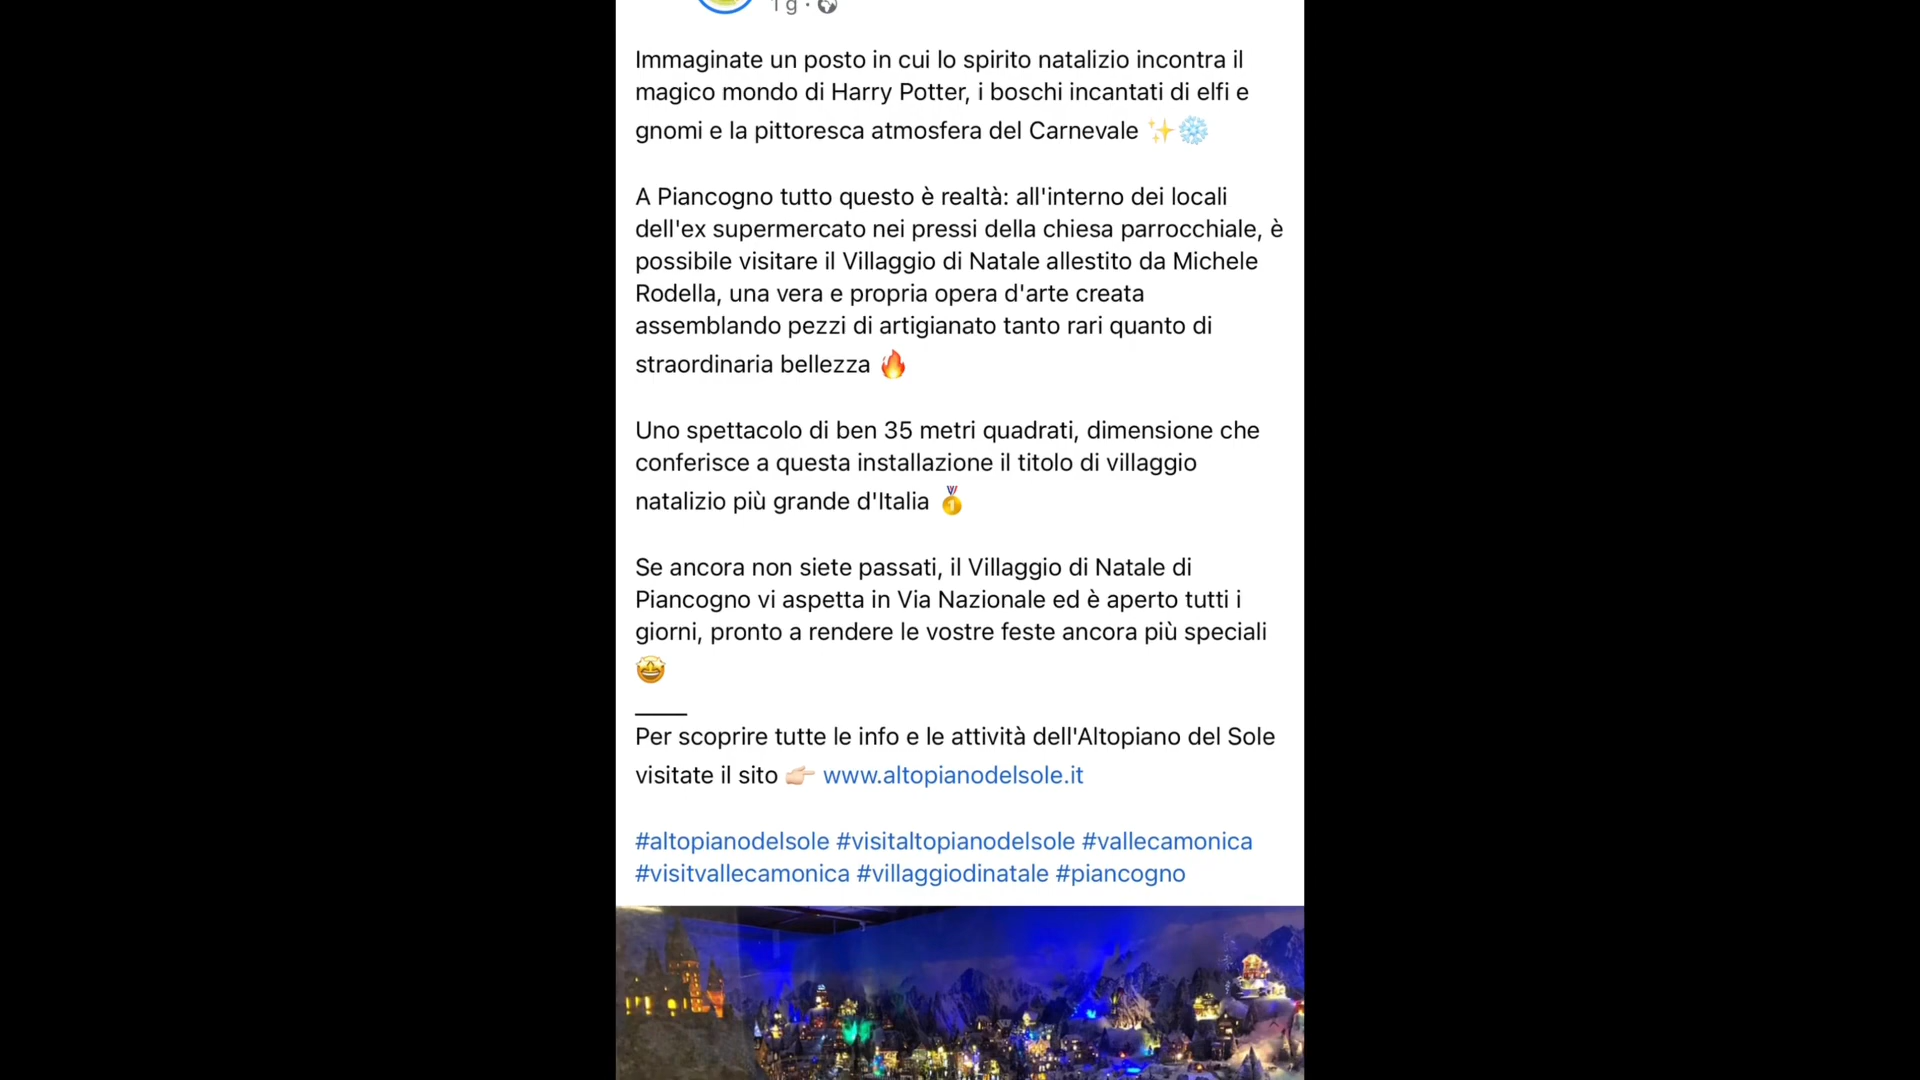 1 g ·
Immaginate un posto in cui lo spirito natalizio incontra il
magico mondo di Harry Potter, i boschi incantati di elfi e
gnomi e la pittoresca atmosfera del Carnevale ✨❄️
A Piancogno tutto questo è realtà: all'interno dei locali
dell'ex supermercato nei pressi della chiesa parrocchiale, è
possibile visitare il Villaggio di Natale allestito da Michele
Rodella, una vera e propria opera d'arte creata
assemblando pezzi di artigianato tanto rari quanto di
straordinaria bellezza 🔥
Uno spettacolo di ben 35 metri quadrati, dimensione che
conferisce a questa installazione il titolo di villaggio
natalizio più grande d'Italia 🥇
Se ancora non siete passati, il Villaggio di Natale di
Piancogno vi aspetta in Via Nazionale ed è aperto tutti i
giorni, pronto a rendere le vostre feste ancora più speciali
🤩
____
Per scoprire tutte le info e le attività dell'Altopiano del Sole
visitate il sito 👉🏻 www.altopianodelsole.it
#altopianodelsole #visitaltopianodelsole #vallecamonica
#visitvallecamonica #villaggiodinatale #piancogno